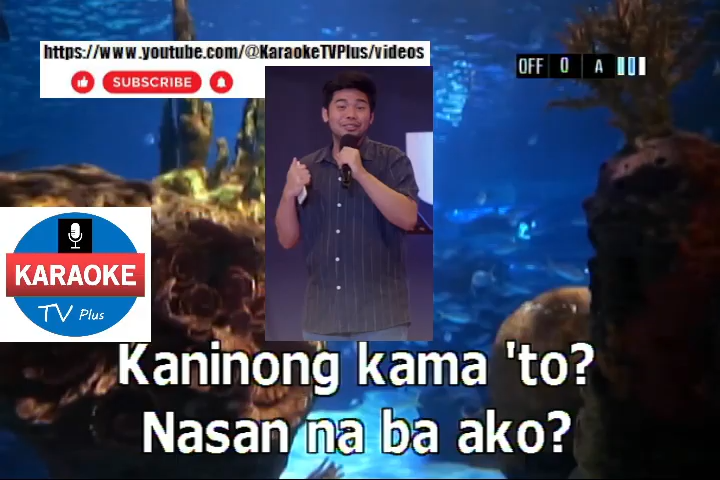 https://www.youtube.com/@KaraokeTVPlus/videos
SUBSCRIBE
OFF 0 A
KARAOKE
TV Plus
Kaninong kama 'to?
Nasan na ba ako?